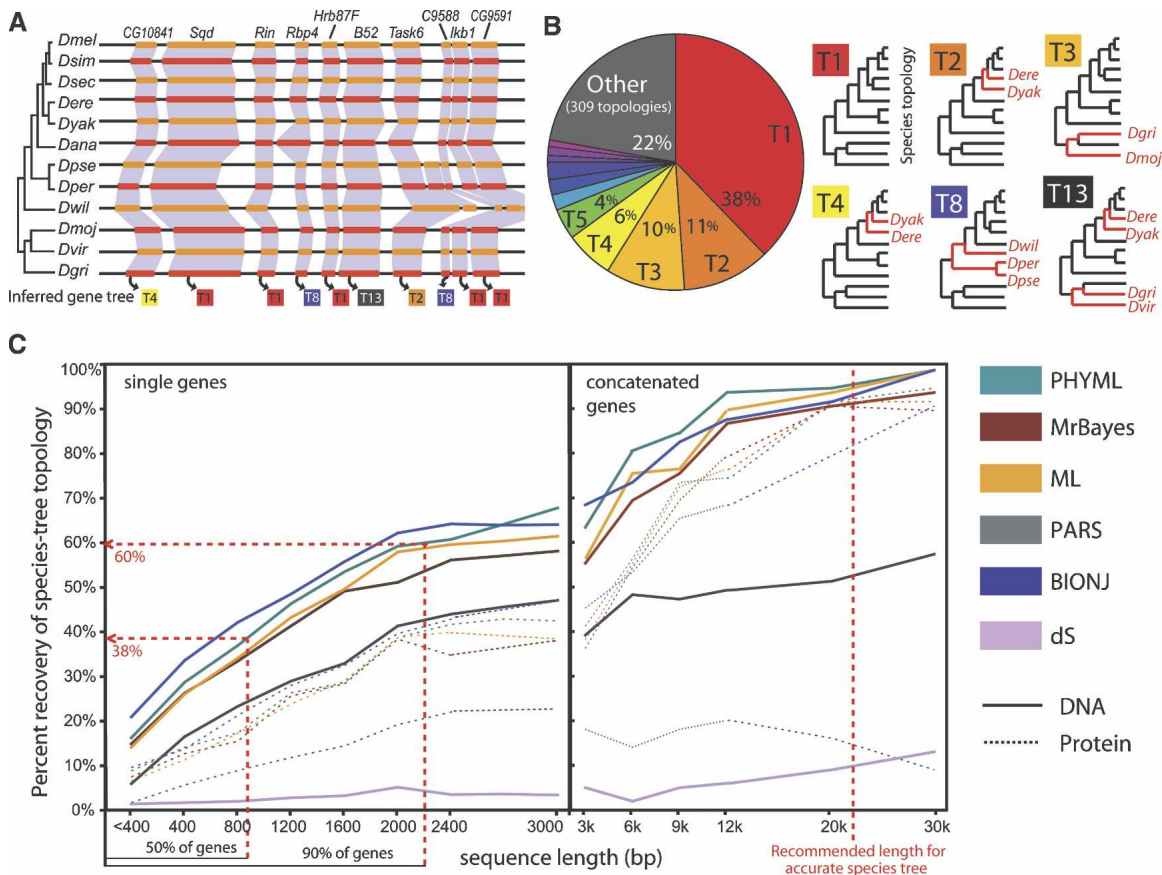 A
CG10841 Sqd Rin Rbp4 Hrb87F B52 Task6 C9588 Ikb1 CG9591
Dmel
Dsim
Dsec
Dere
Dyak
Dana
Dpse
Dper
Dwil
Dmoj
Dvir
Dgri
Inferred gene tree T4 T1 T1 T8 T1 T13 T2 T8 T1 T1
B
Other
(309 topologies)
22%
T1
38%
11%
T2
10%
T3
6%
T4
4%
T5
T1
Species topology
T2
Dere
Dyak
T3
Dgri
Dmoj
T4
Dyak
Dere
T8
Dwil
Dper
Dpse
T13
Dere
Dyak
Dgri
Dvir
C
Percent recovery of species-tree topology
100%
90%
80%
70%
60%
50%
40%
30%
20%
10%
0%
single genes
60%
38%
<400 400 800 1200 1600 2000 2400 3000
50% of genes
90% of genes
sequence length (bp)
concatenated
genes
3k 6k 9k 12k 20k 30k
Recommended length for
accurate species tree
PHYML
MrBayes
ML
PARS
BIONJ
dS
DNA
Protein